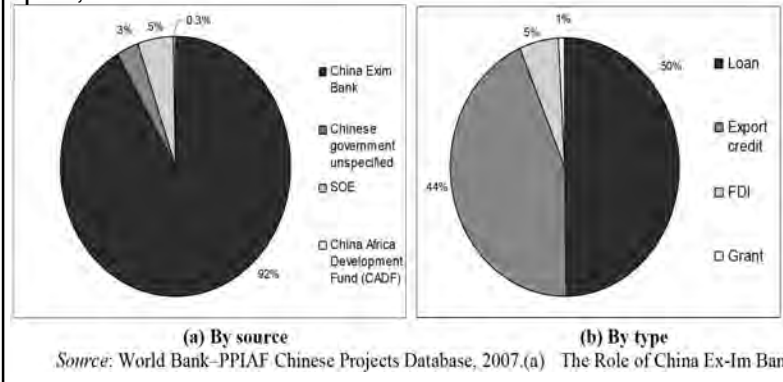 3%
.5%
0.3%
China Exim
Bank
Chinese
government
unspecified
SOE
China Africa
Development
Fund (CADF)
92%
1%
5%
50%
44%
Loan
Export
credit
FDI
Grant
(a) By source
(b) By type
Source: World Bank–PPIAF Chinese Projects Database, 2007.(a) The Role of China Ex-Im Ban